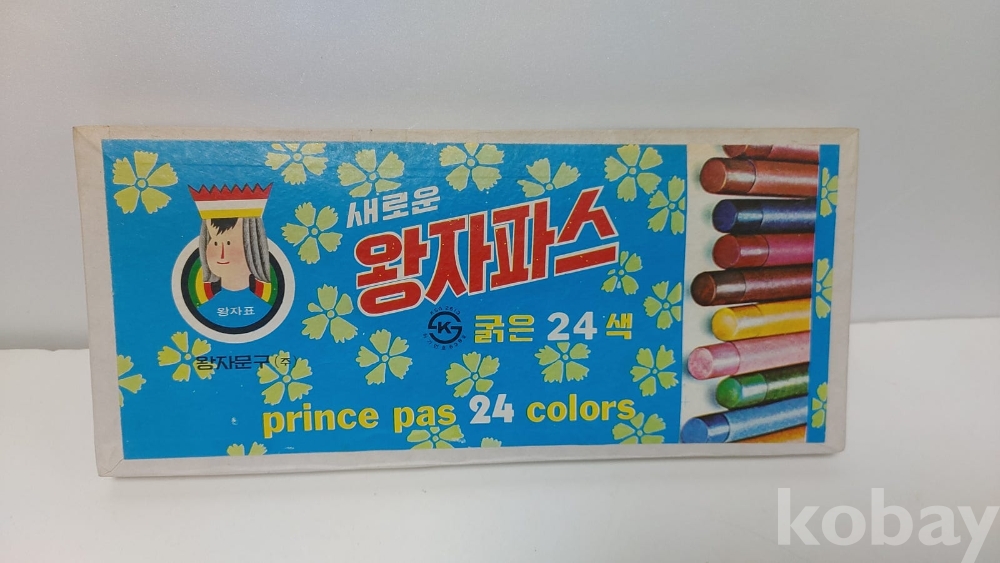 새로운
왕자파스
왕자표
굵은 24 색
왕자문구 (주)
prince pas 24 colors
kobay